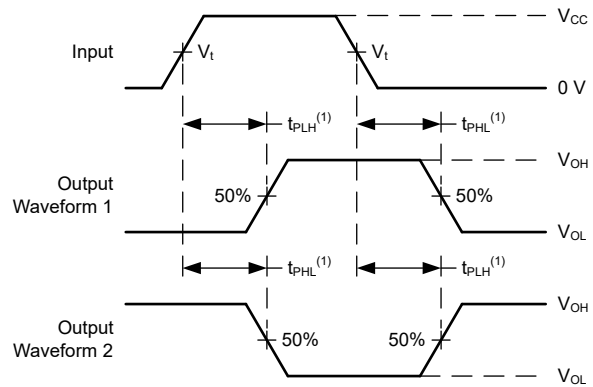 V_CC
Input
V_t
V_t
0 V
t_PLH^(1)
t_PHL^(1)
V_OH
Output
Waveform 1
50%
50%
V_OL
t_PHL^(1)
t_PLH^(1)
V_OH
Output
Waveform 2
50%
50%
V_OL